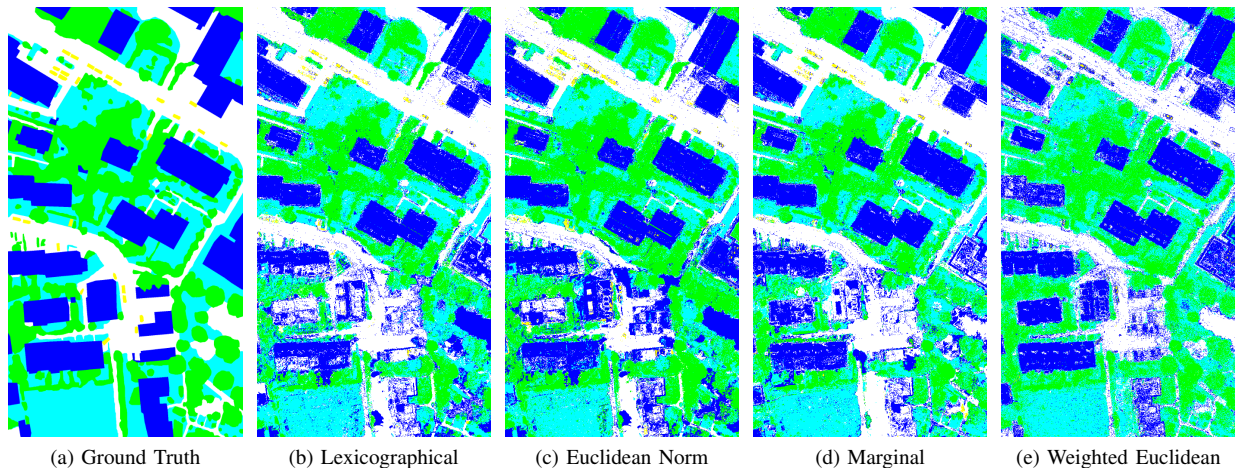 (a) Ground Truth
(b) Lexicographical
(c) Euclidean Norm
(d) Marginal
(e) Weighted Euclidean